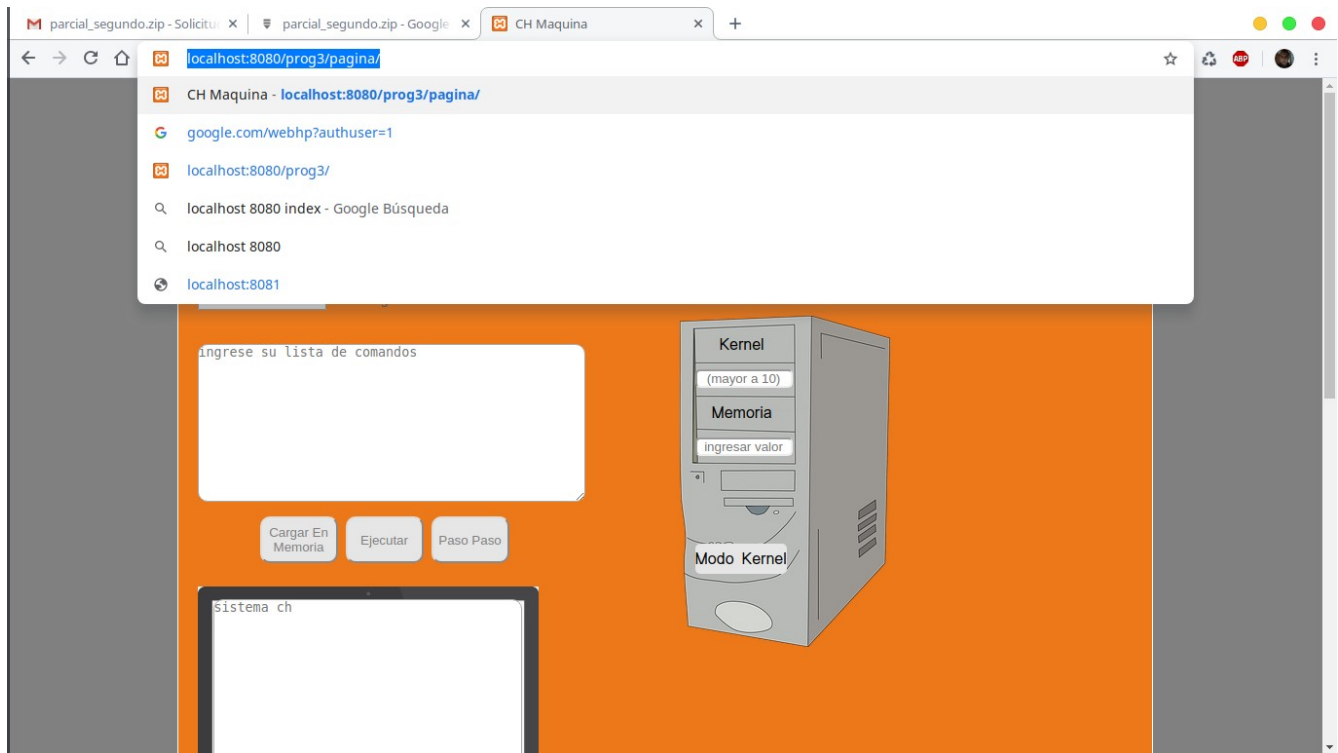 parcial_segundo.zip - Solicitud
parcial_segundo.zip - Google
CH Maquina
localhost:8080/prog3/pagina/
ABP
CH Maquina - localhost:8080/prog3/pagina/
google.com/webhp?authuser=1
localhost:8080/prog3/
localhost 8080 index - Google Búsqueda
localhost 8080
localhost:8081
ingrese su lista de comandos
Cargar En
Memoria
Ejecutar
Paso Paso
sistema ch
Kernel
(mayor a 10)
Memoria
ingresar valor
Modo Kernel